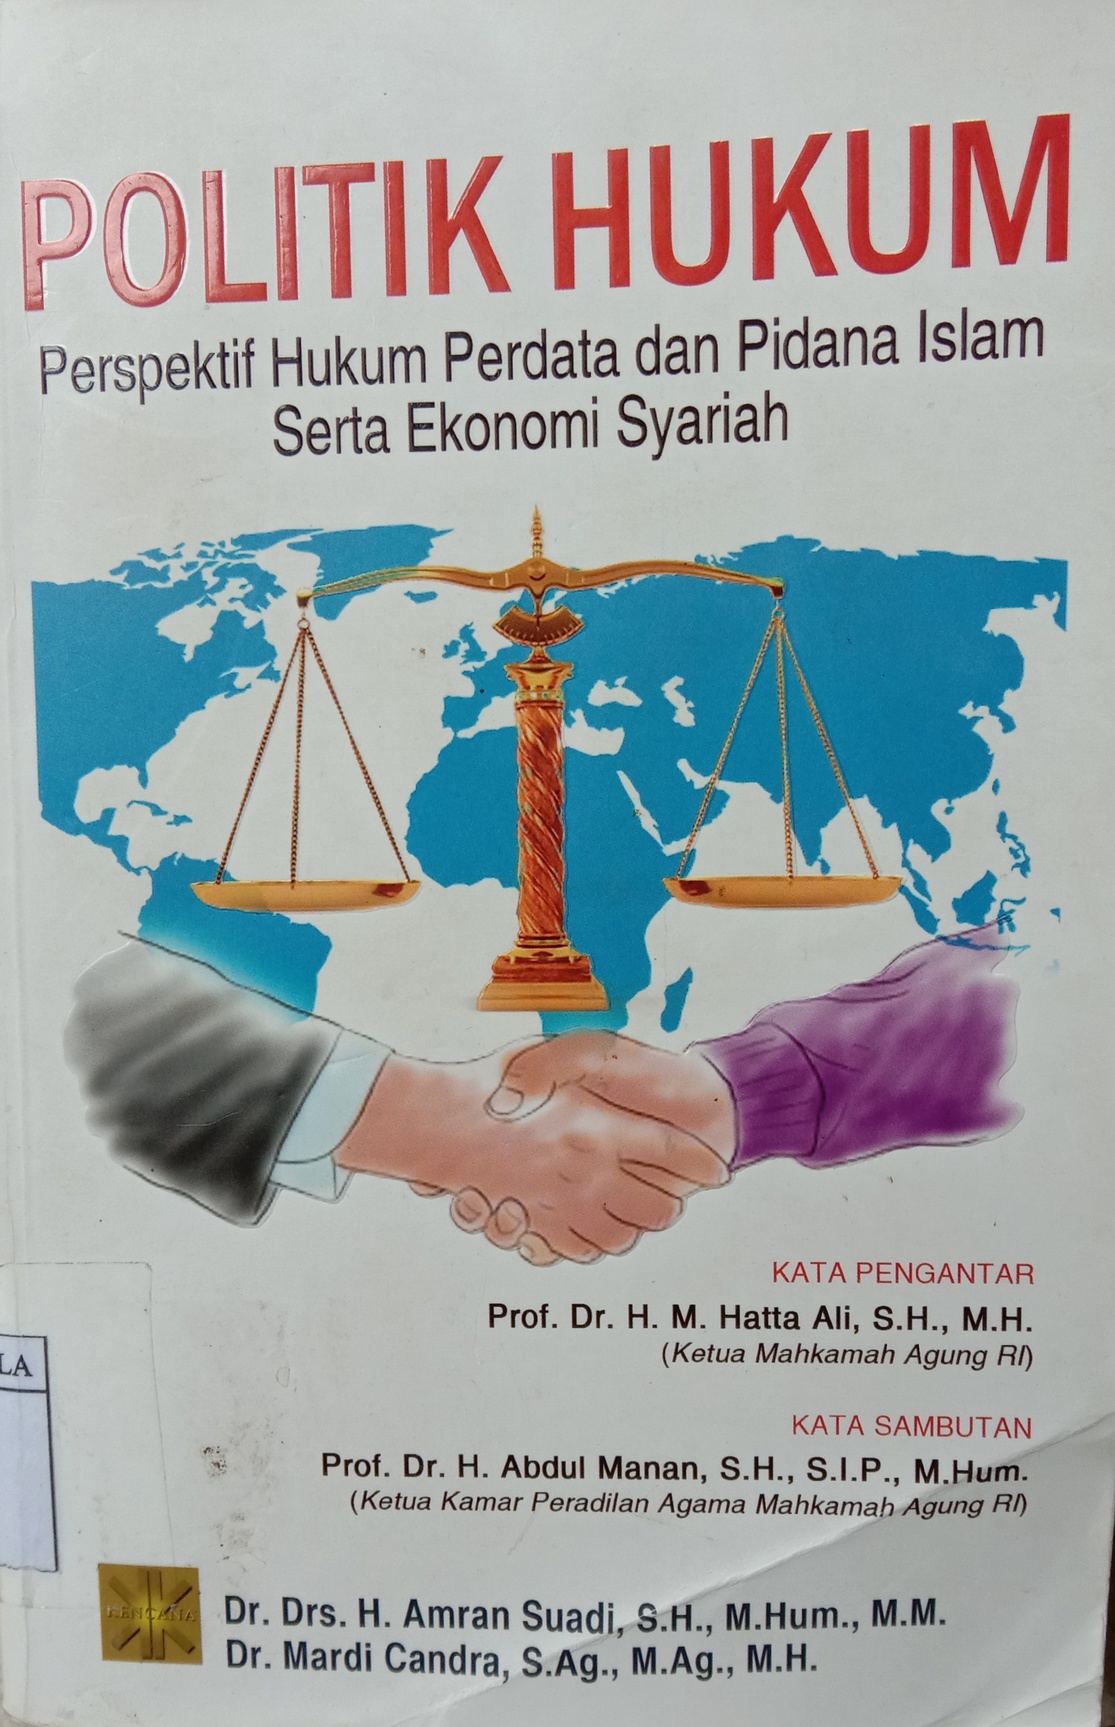 POLITIK HUKUM
Perspektif Hukum Perdata dan Pidana Islam
Serta Ekonomi Syariah
KATA PENGANTAR
Prof. Dr. H. M. Hatta Ali, S.H., M.H.
(Ketua Mahkamah Agung RI)
KATA SAMBUTAN
Prof. Dr. H. Abdul Manan, S.H., S.I.P., M.Hum.
(Ketua Kamar Peradilan Agama Mahkamah Agung RI)
LA
KENCANA
Dr. Drs. H. Amran Suadi, S.H., M.Hum., M.M.
Dr. Mardi Candra, S.Ag., M.Ag., M.H.